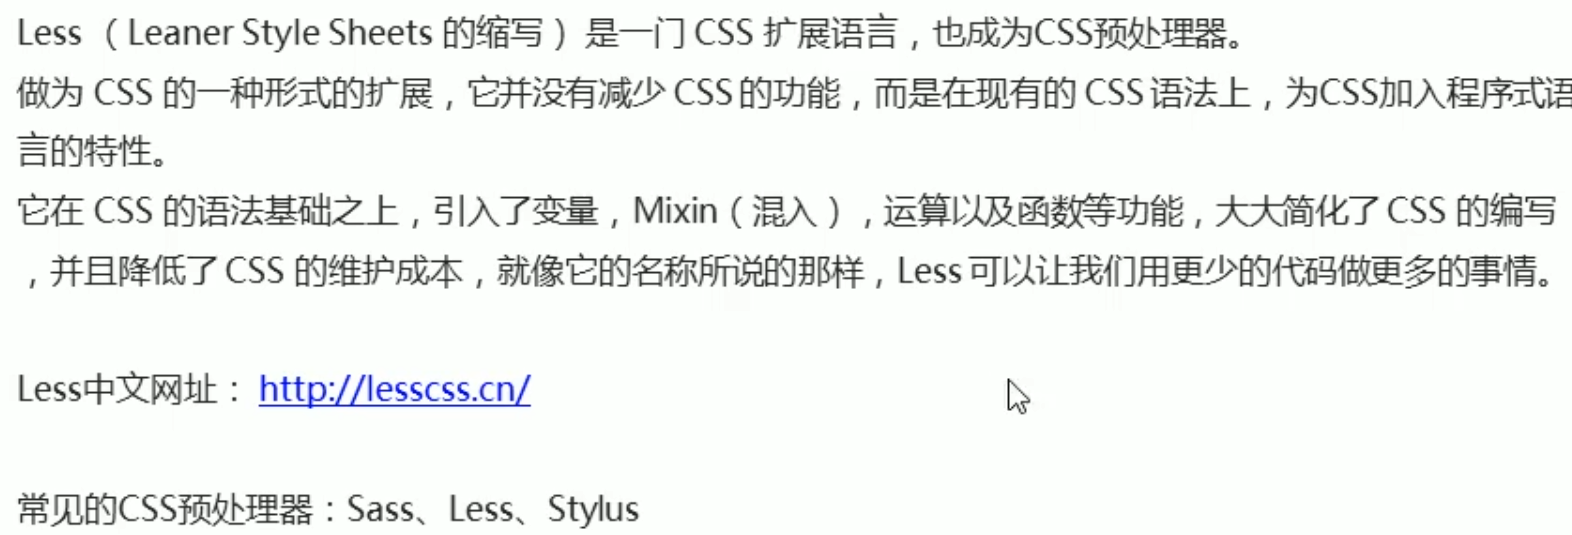 Less （ Leaner Style Sheets 的缩写 ） 是一门 CSS 扩展语言，也成为CSS预处理器。
做为 CSS 的一种形式的扩展，它并没有减少 CSS 的功能，而是在现有的 CSS 语法上，为CSS加入程序式语
言的特性。
它在 CSS 的语法基础之上，引入了变量，Mixin（混入），运算以及函数等功能，大大简化了 CSS 的编写
，并且降低了 CSS 的维护成本，就像它的名称所说的那样，Less 可以让我们用更少的代码做更多的事情。
Less中文网址： http://lesscss.cn/
常见的CSS预处理器：Sass、Less、Stylus